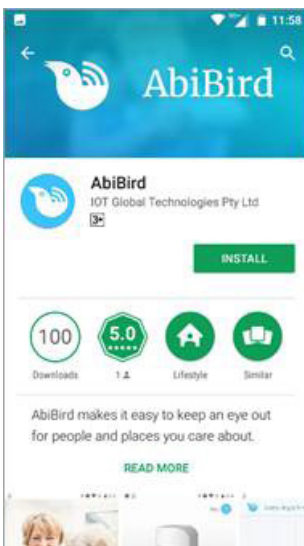 11:58
AbiBird
AbiBird
IOT Global Technologies Pty Ltd
3+
INSTALL
100
5.0
Downloads
1
Lifestyle
Similar
AbiBird makes it easy to keep an eye out
for people and places you care about.
READ MORE